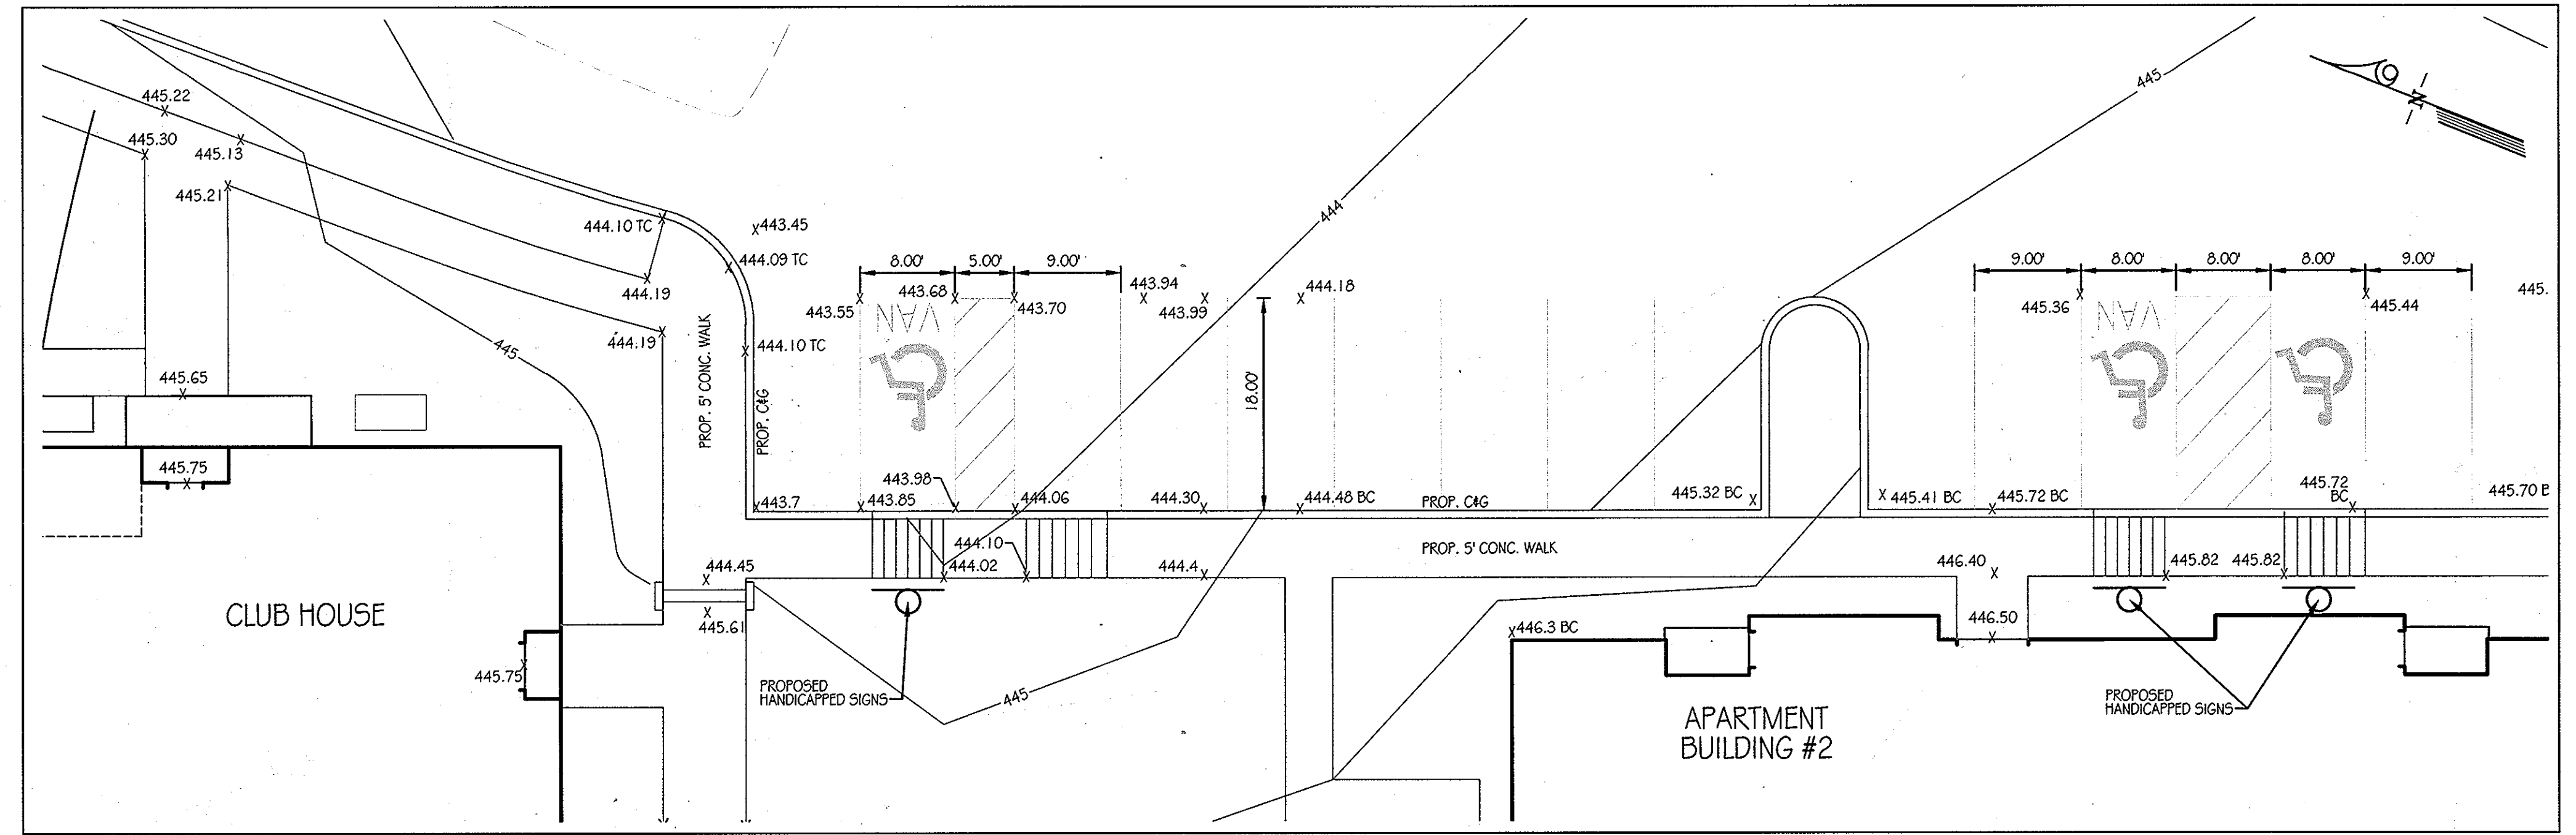 445.22
445.30
445.13
445.21
445.65
445.75
445
444.10 TC
443.45
444.09 TC
444.19
444.19
444.10 TC
PROP. 5' CONC. WALK
PROP. C&G
8.00'
5.00'
9.00'
443.55
443.68
443.70
443.94
443.99
444.18
VAN
444
18.00'
443.7
443.85
443.98
444.06
444.30
444.48 BC
PROP. C&G
445.32 BC
445
N
9.00'
8.00'
8.00'
8.00'
9.00'
445.36
VAN
445.44
445.
445.41 BC
445.72 BC
445.72
BC
445.70 B
444.45
444.10
444.02
444.4
PROP. 5' CONC. WALK
446.40
445.82
445.82
445.61
446.3 BC
446.50
CLUB HOUSE
445.75
PROPOSED
HANDICAPPED SIGNS
445
APARTMENT
BUILDING #2
PROPOSED
HANDICAPPED SIGNS